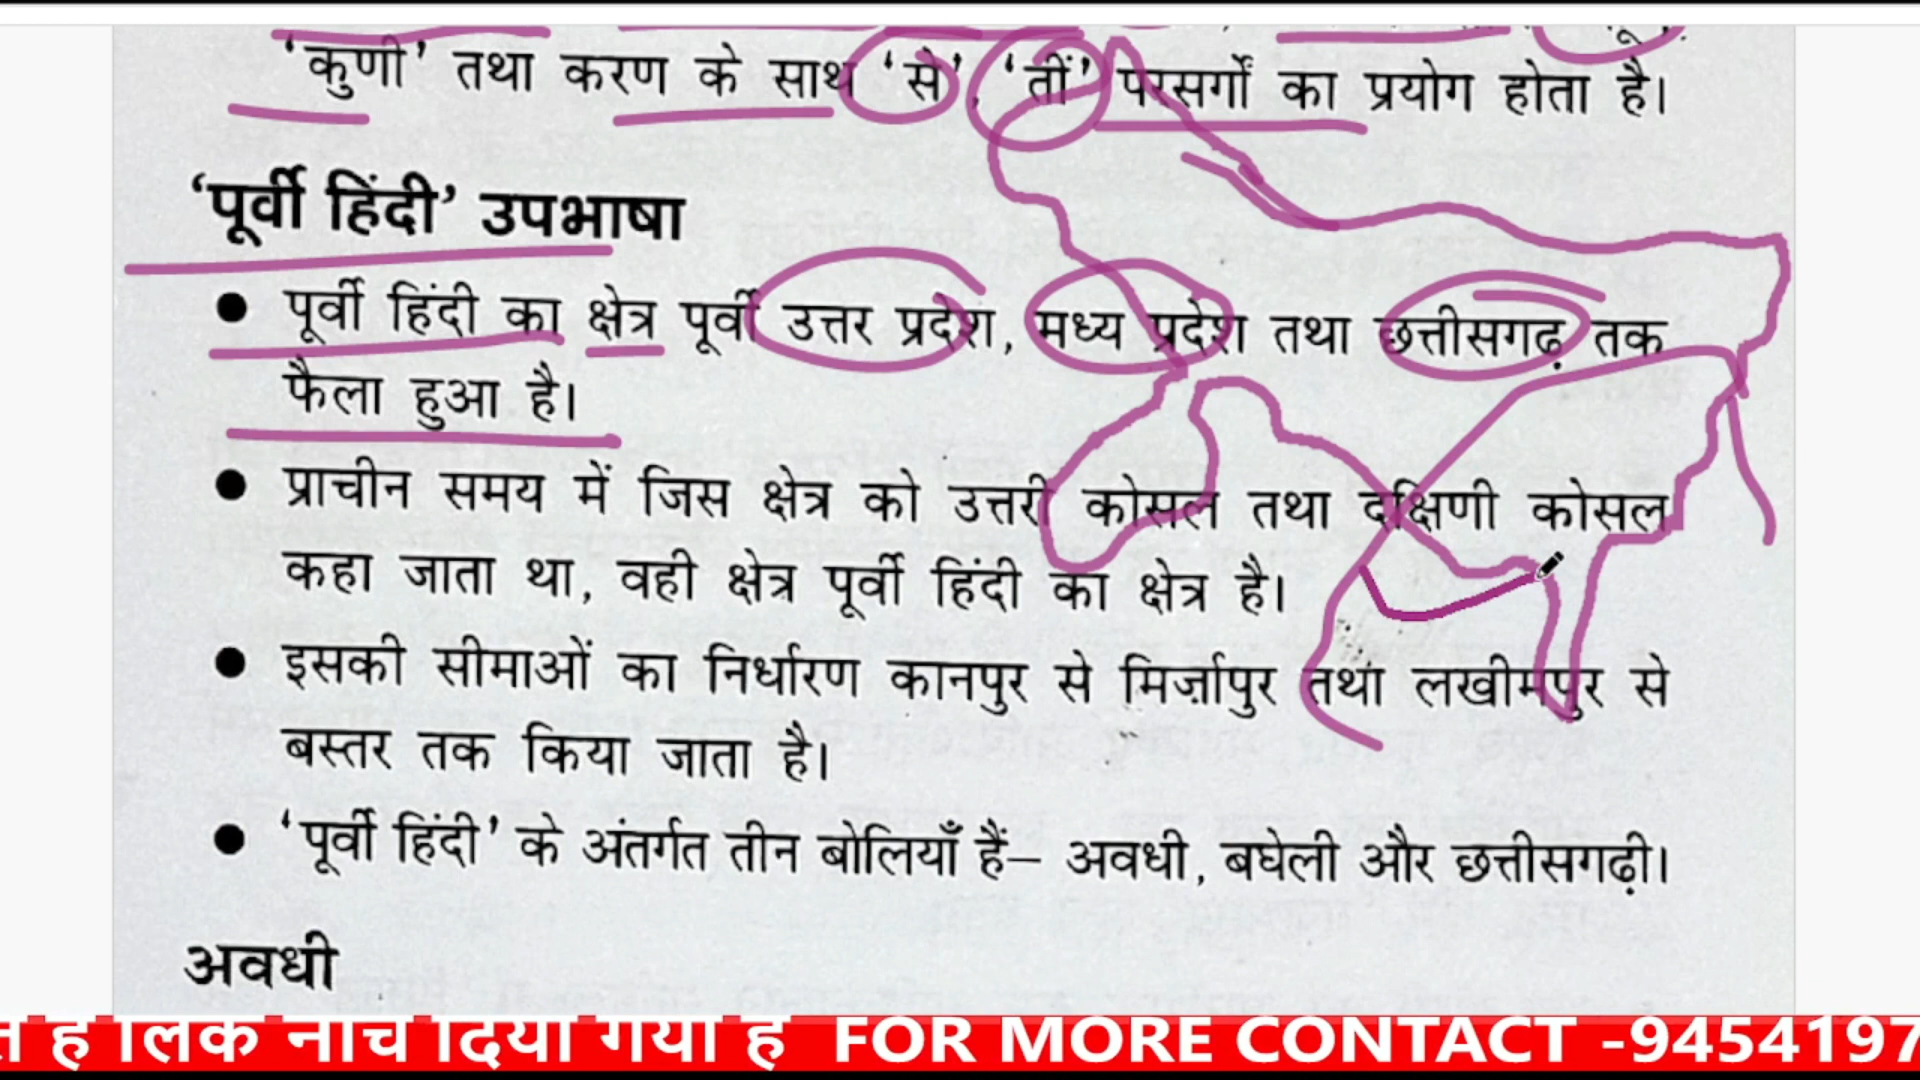 ‘कुणी’ तथा करण के साथ ‘से’, ‘तीं’ परसर्गों का प्रयोग होता है।
‘पूर्वी हिंदी’ उपभाषा
● पूर्वी हिंदी का क्षेत्र पूर्वी उत्तर प्रदेश, मध्य प्रदेश तथा छत्तीसगढ़ तक
फैला हुआ है।
● प्राचीन समय में जिस क्षेत्र को उत्तरी कोसल तथा दक्षिणी कोसल
कहा जाता था, वही क्षेत्र पूर्वी हिंदी का क्षेत्र है।
● इसकी सीमाओं का निर्धारण कानपुर से मिर्ज़ापुर तथा लखीमपुर से
बस्तर तक किया जाता है।
● ‘पूर्वी हिंदी’ के अंतर्गत तीन बोलियाँ हैं– अवधी, बघेली और छत्तीसगढ़ी।
अवधी
है लिंक नीचे दिया गया है FOR MORE CONTACT -9454197